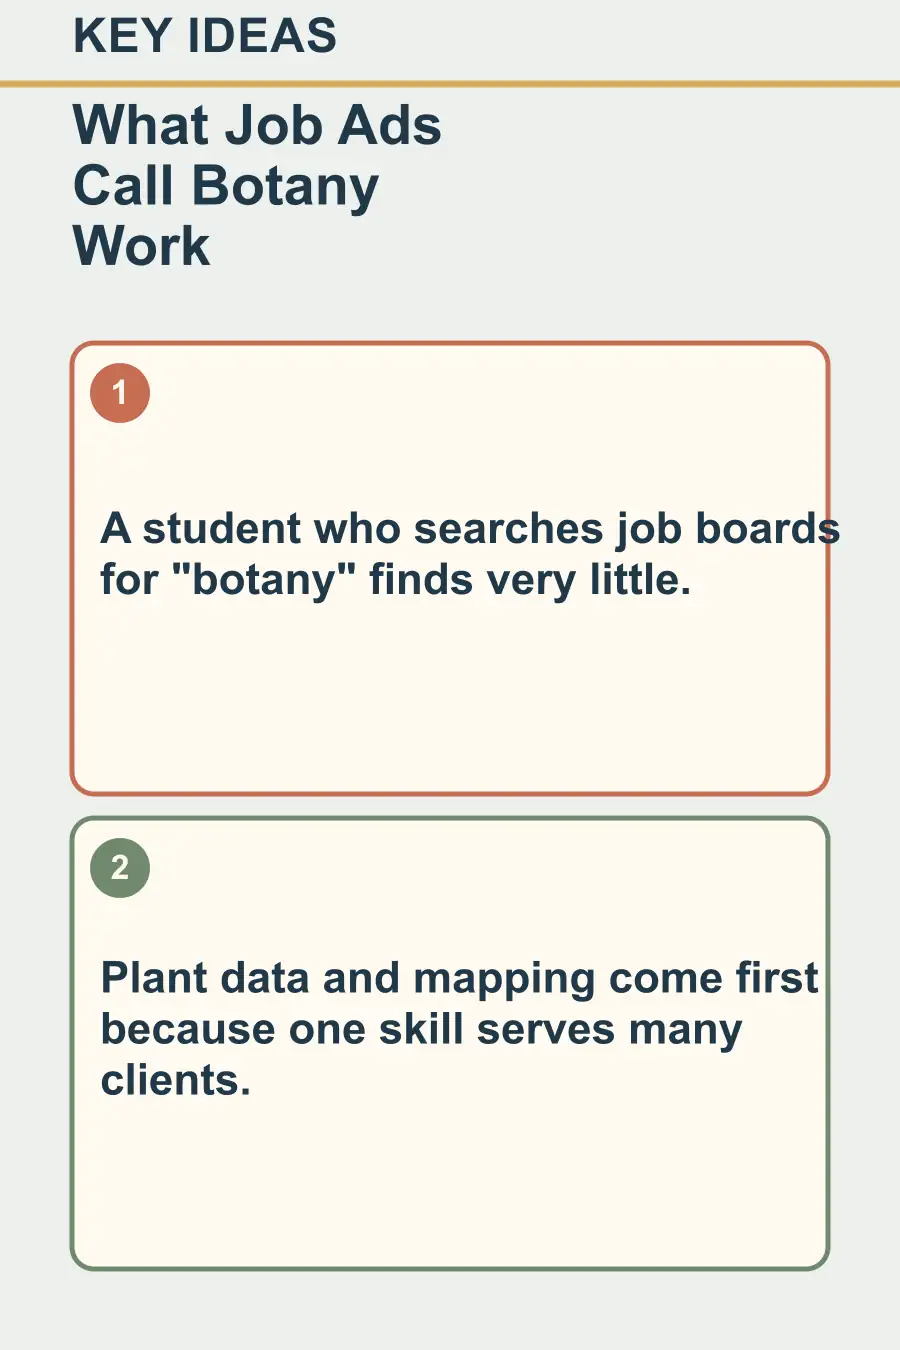 KEY IDEAS
What Job Ads
Call Botany
Work
1
A student who searches job boards
for "botany" finds very little.
2
Plant data and mapping come first
because one skill serves many
clients.